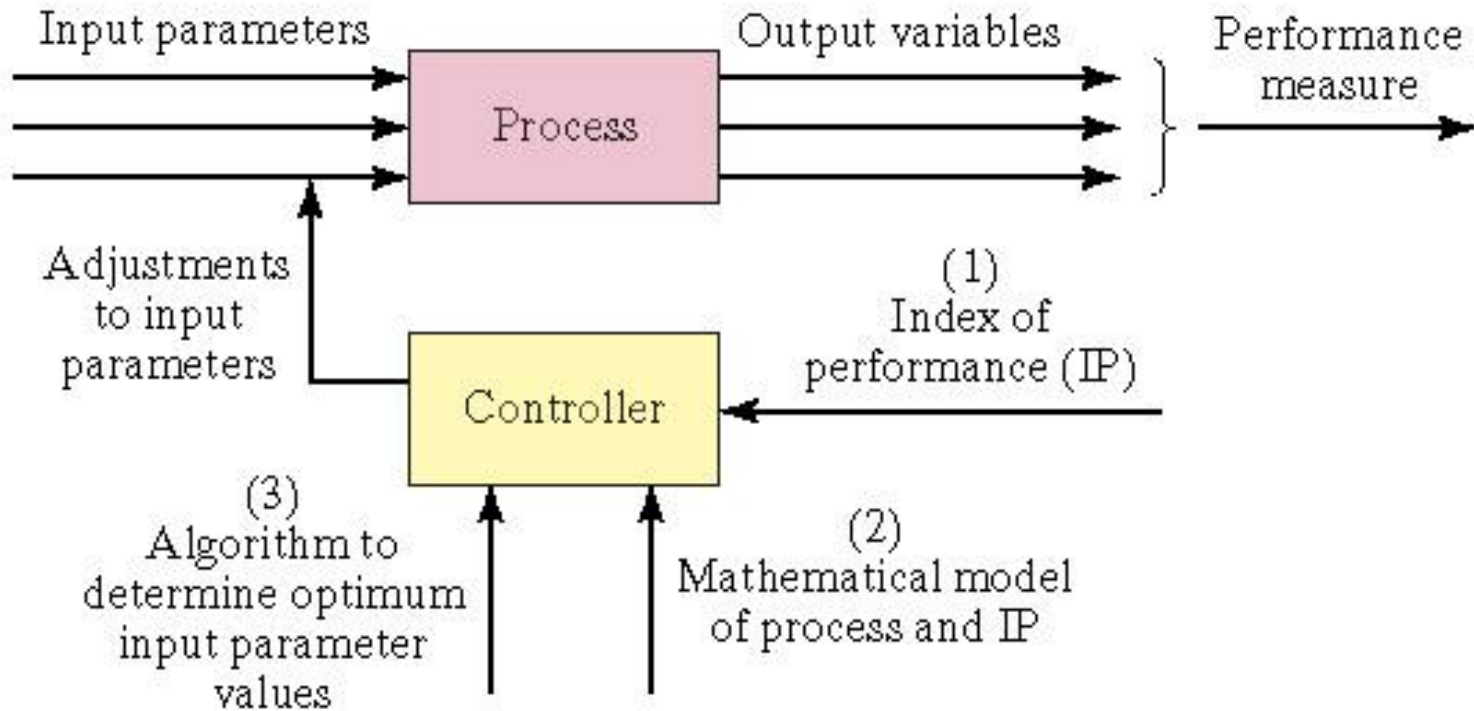 Input parameters
Output variables
Performance
measure
Process
Adjustments
to input
parameters
(1)
Index of
performance (IP)
Controller
(3)
Algorithm to
determine optimum
input parameter
values
(2)
Mathematical model
of process and IP